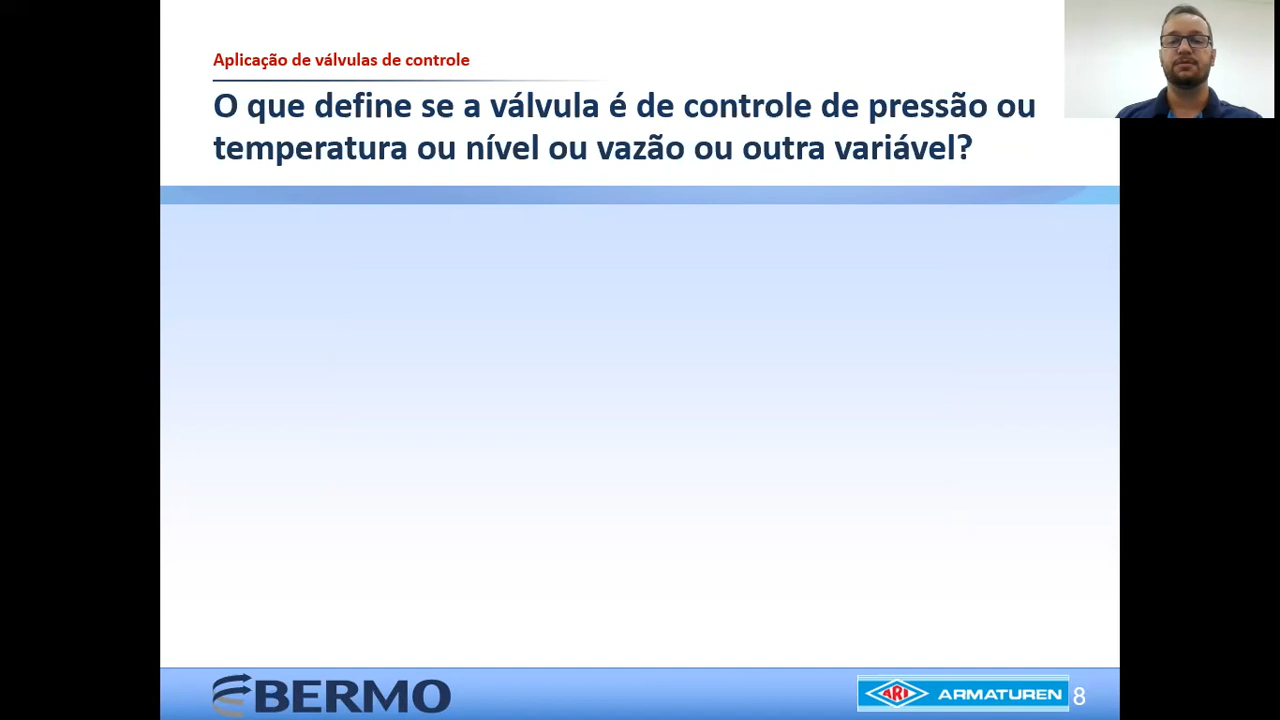 Aplicação de válvulas de controle
O que define se a válvula é de controle de pressão ou
temperatura ou nível ou vazão ou outra variável?
BERMO
ARI ARMATUREN 8